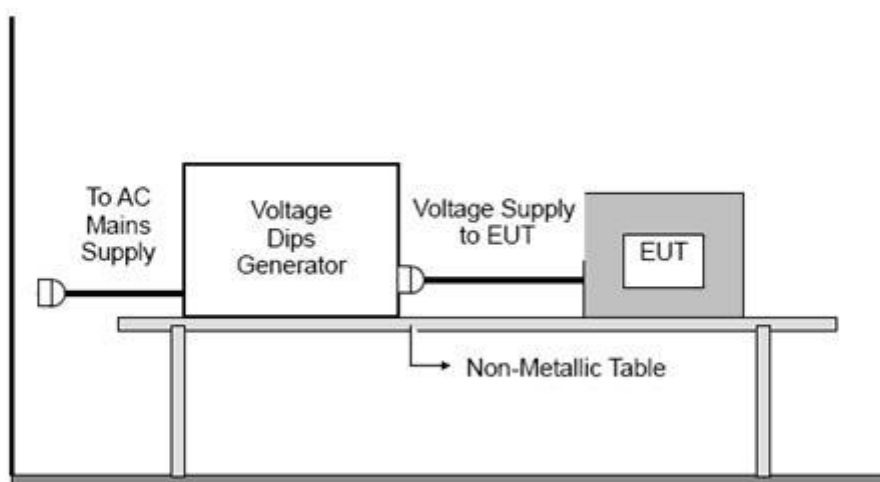 To AC
Mains
Supply
Voltage
Dips
Generator
Voltage Supply
to EUT
EUT
Non-Metallic Table